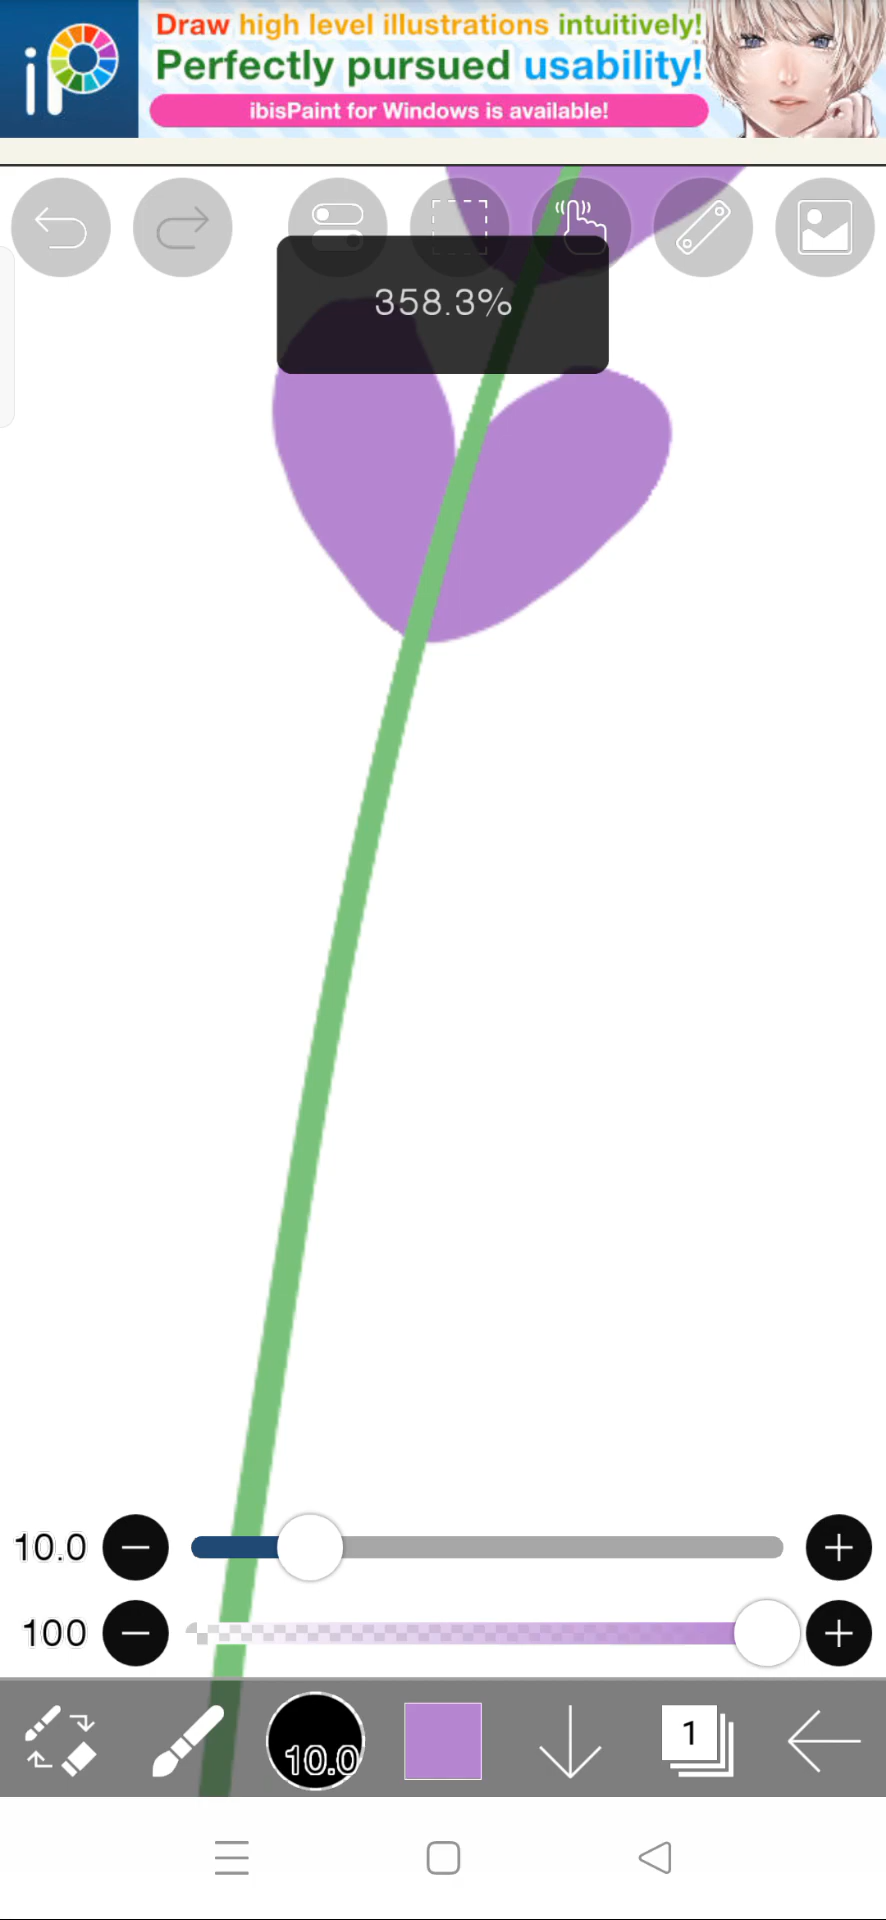 iP
Draw high level illustrations intuitively!
Perfectly pursued usability!
ibisPaint for Windows is available!
358.3%
10.0
100
10.0
1